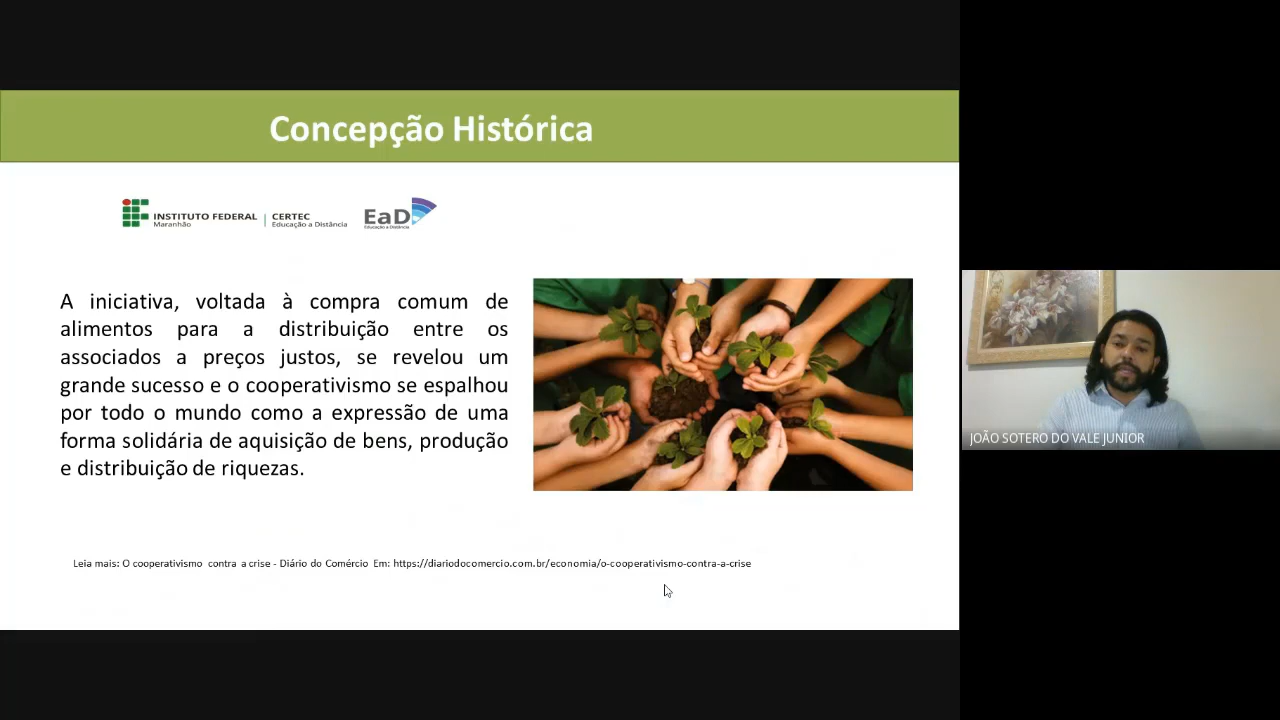 Concepção Histórica
INSTITUTO FEDERAL
Maranhão
CERTEC
Educação a Distância
EaD
Educação a Distância
A iniciativa, voltada à compra comum de
alimentos para a distribuição entre os
associados a preços justos, se revelou um
grande sucesso e o cooperativismo se espalhou
por todo o mundo como a expressão de uma
forma solidária de aquisição de bens, produção
e distribuição de riquezas.
Leia mais: O cooperativismo contra a crise - Diário do Comércio Em: https://diariodocomercio.com.br/economia/o-cooperativismo-contra-a-crise
JOÃO SOTERO DO VALE JUNIOR